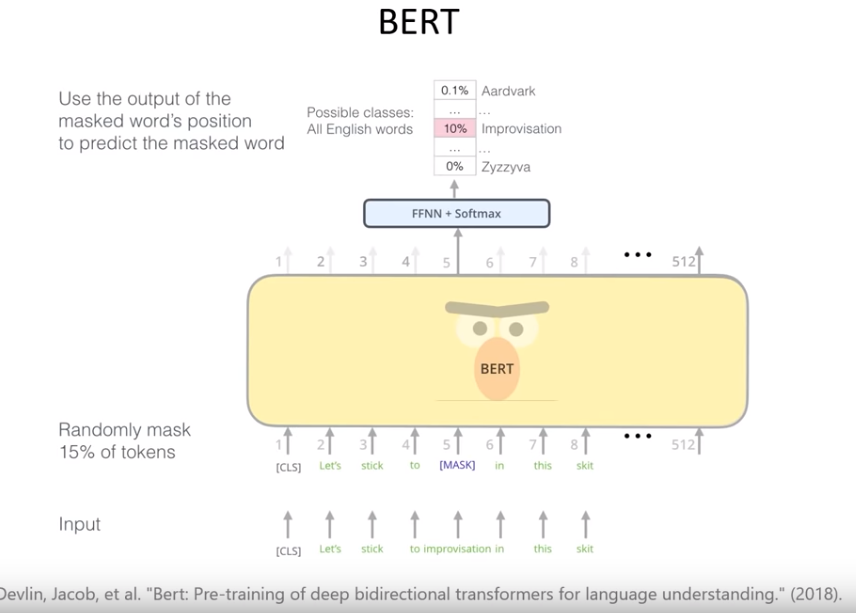 BERT
Use the output of the
masked word's position
to predict the masked word
Possible classes:
All English words
0.1% Aardvark
... ...
10% Improvisation
... ...
0% Zyzzyva
FFNN + Softmax
1 2 3 4 5 6 7 8 ••• 512
BERT
Randomly mask
15% of tokens
1 2 3 4 5 6 7 8 ••• 512
[CLS] Let's stick to [MASK] in this skit
Input
[CLS] Let's stick to improvisation in this skit
Devlin, Jacob, et al. "Bert: Pre-training of deep bidirectional transformers for language understanding." (2018).